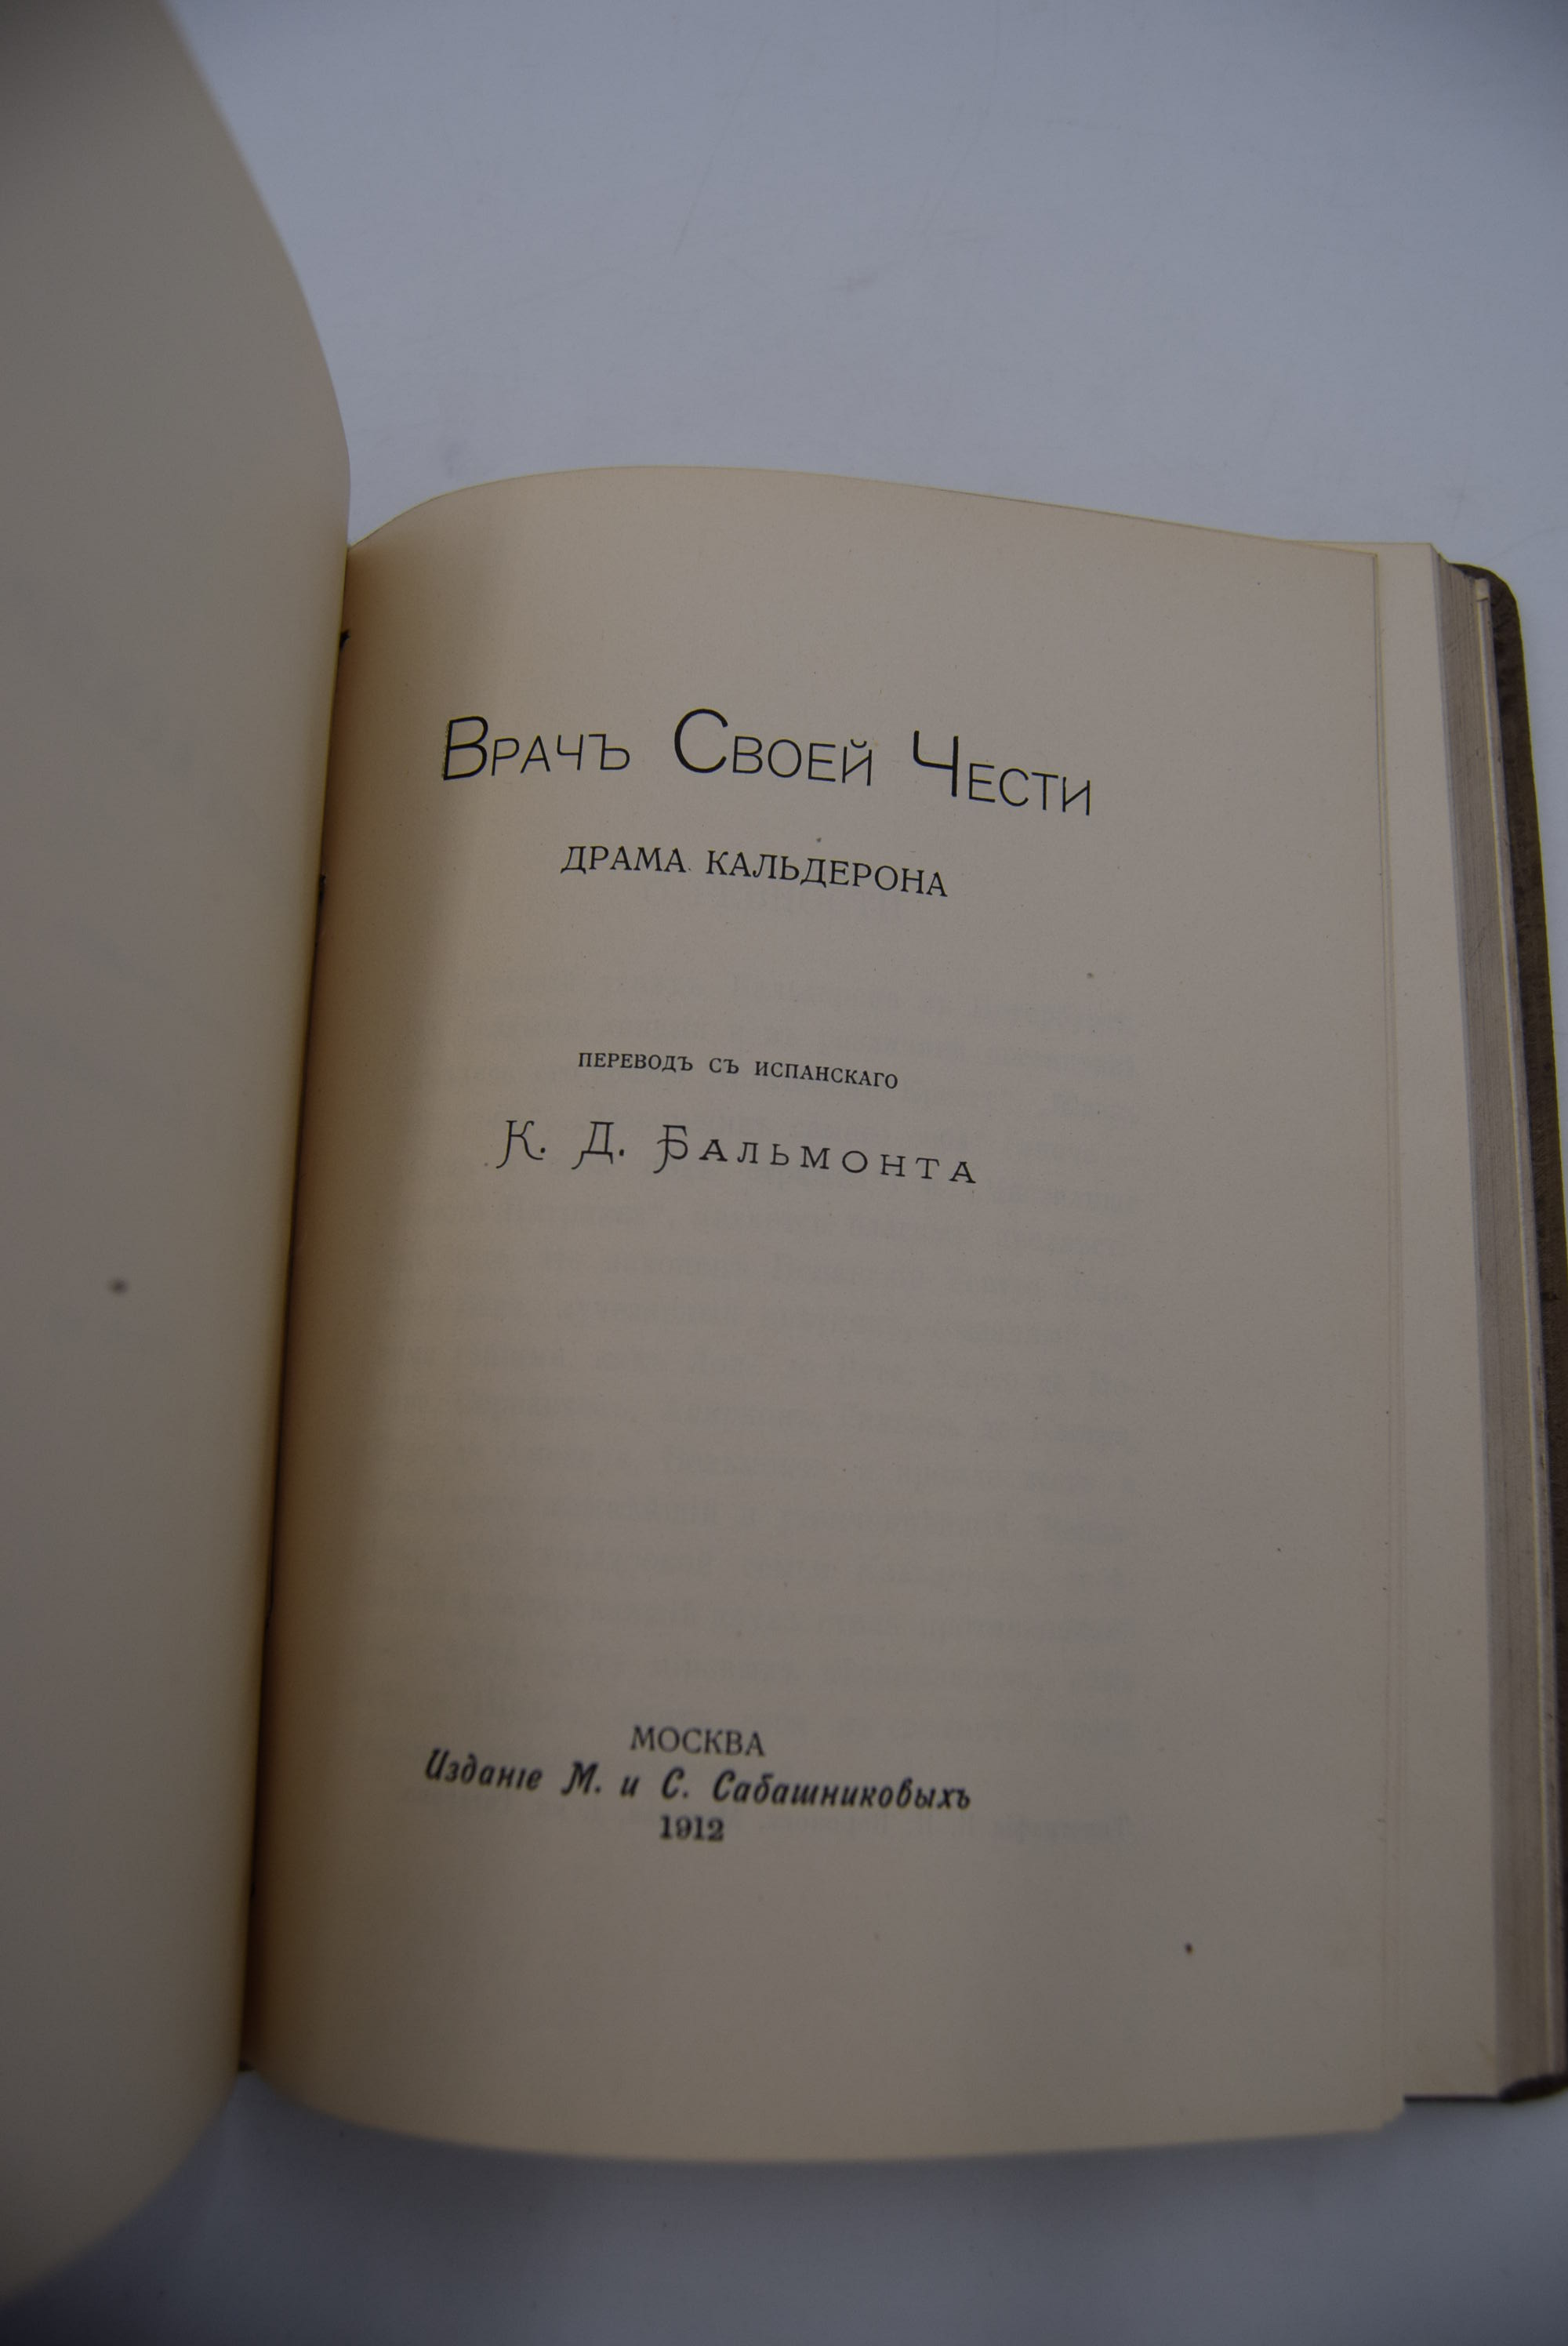 Врачъ Своей Чести
ДРАМА КАЛЬДЕРОНА
ПЕРЕВОДЪ СЪ ИСПАНСКАГО
К. Д. Бальмонта
МОСКВА
Изданіе М. и С. Сабашниковыхъ
1912